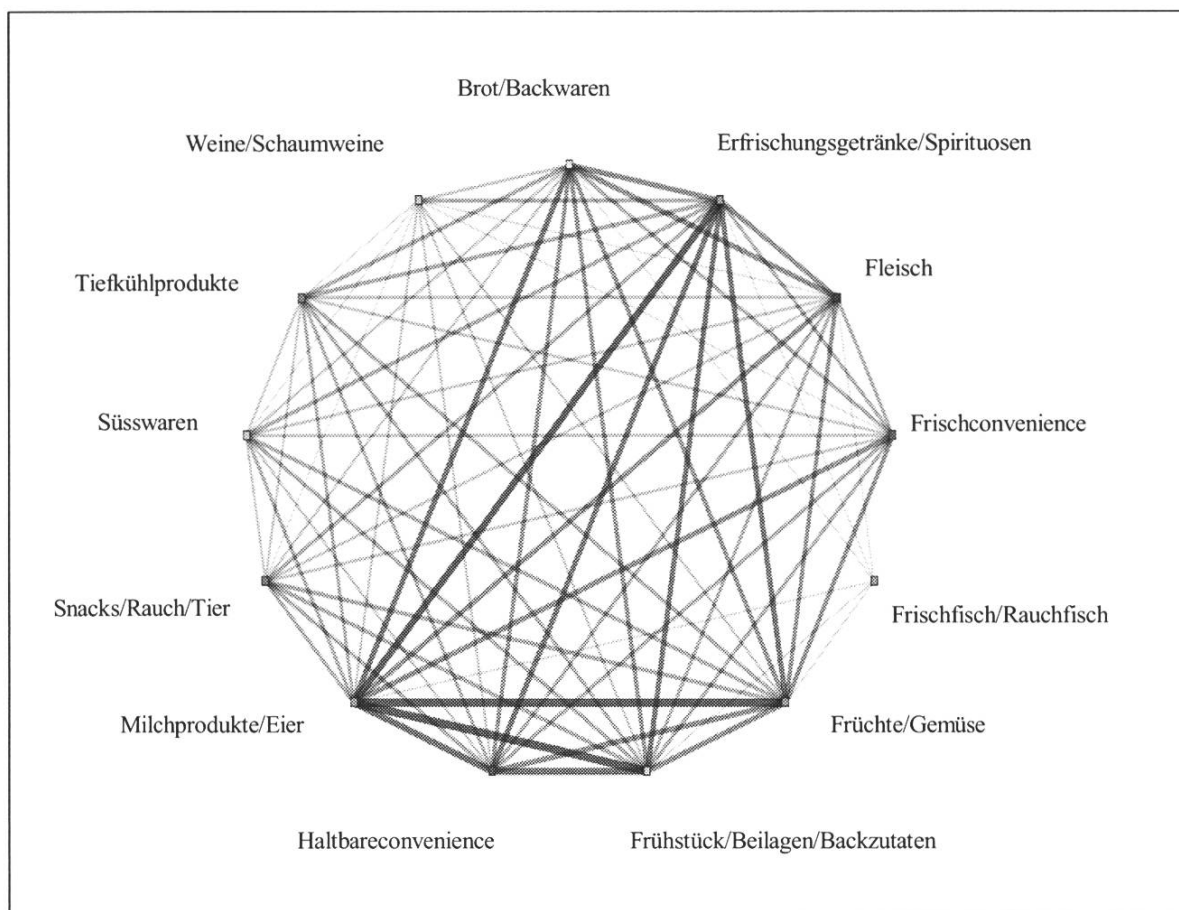 Brot/Backwaren
Weine/Schaumweine
Erfrischungsgetränke/Spirituosen
Tiefkühlprodukte
Fleisch
Süsswaren
Frischconvenience
Snacks/Rauch/Tier
Frischfisch/Rauchfisch
Milchprodukte/Eier
Früchte/Gemüse
Haltbareconvenience
Frühstück/Beilagen/Backzutaten